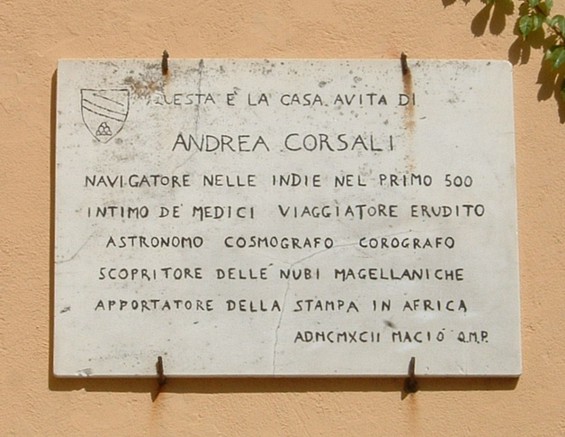 QUESTA È LA CASA AVITA DI
ANDREA CORSALI
NAVIGATORE NELLE INDIE NEL PRIMO 500
INTIMO DE' MEDICI VIAGGIATORE ERUDITO
ASTRONOMO COSMOGRAFO COROGRAFO
SCOPRITORE DELLE NUBI MAGELLANICHE
APPORTATORE DELLA STAMPA IN AFRICA
ADMCMXCII MACIÒ Q.M.P.